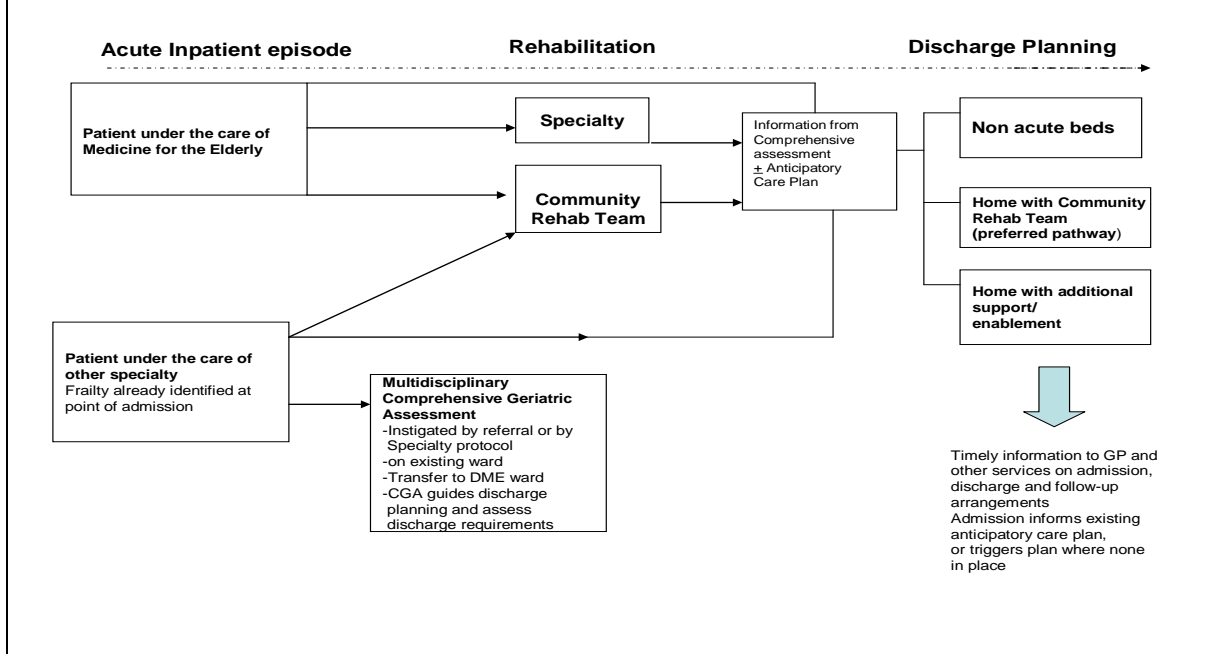 Acute Inpatient episode
Rehabilitation
Discharge Planning
Patient under the care of
Medicine for the Elderly
Specialty
Community
Rehab Team
Information from
Comprehensive
assessment
± Anticipatory
Care Plan
Non acute beds
Home with Community
Rehab Team
(preferred pathway)
Home with additional
support/
enablement
Patient under the care of
other specialty
Frailty already identified at
point of admission
Multidisciplinary
Comprehensive Geriatric
Assessment
-Instigated by referral or by
Specialty protocol
-on existing ward
-Transfer to DME ward
-CGA guides discharge
planning and assess
discharge requirements
Timely information to GP and
other services on admission,
discharge and follow-up
arrangements
Admission informs existing
anticipatory care plan,
or triggers plan where none
in place